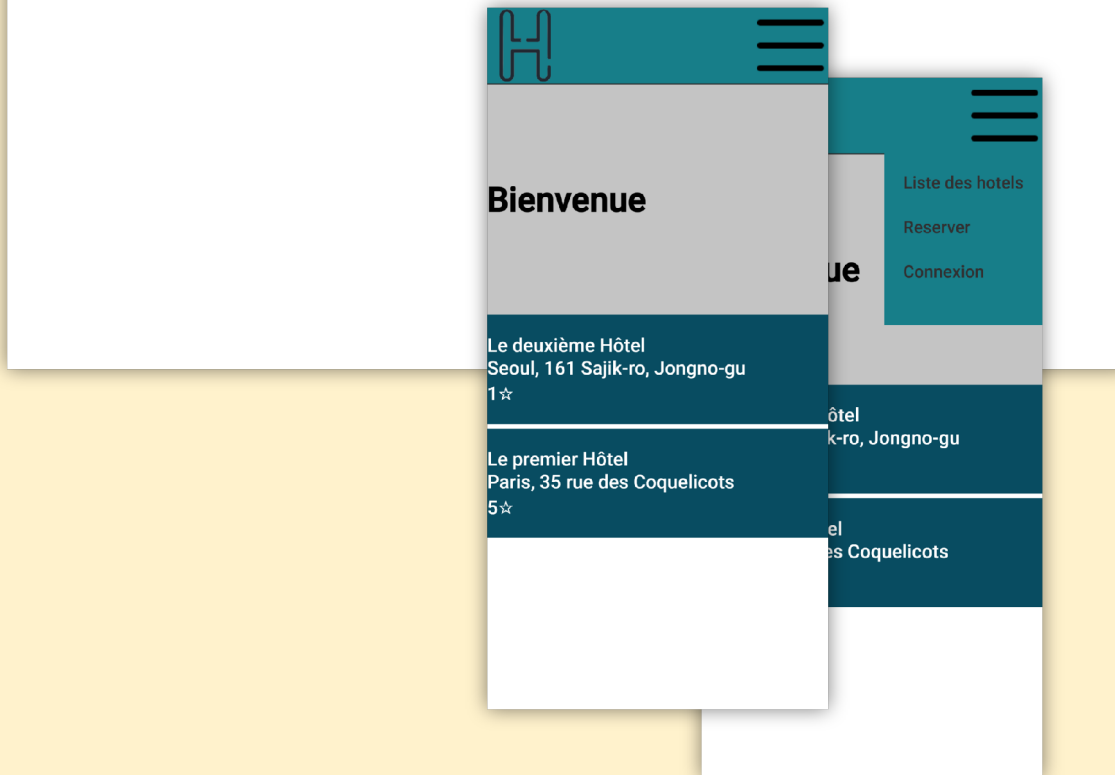 H
Bienvenue
Le deuxième Hôtel
Seoul, 161 Sajik-ro, Jongno-gu
1☆
Le premier Hôtel
Paris, 35 rue des Coquelicots
5☆
Liste des hotels
Reserver
Connexion
ue
ôtel
k-ro, Jongno-gu
el
es Coquelicots